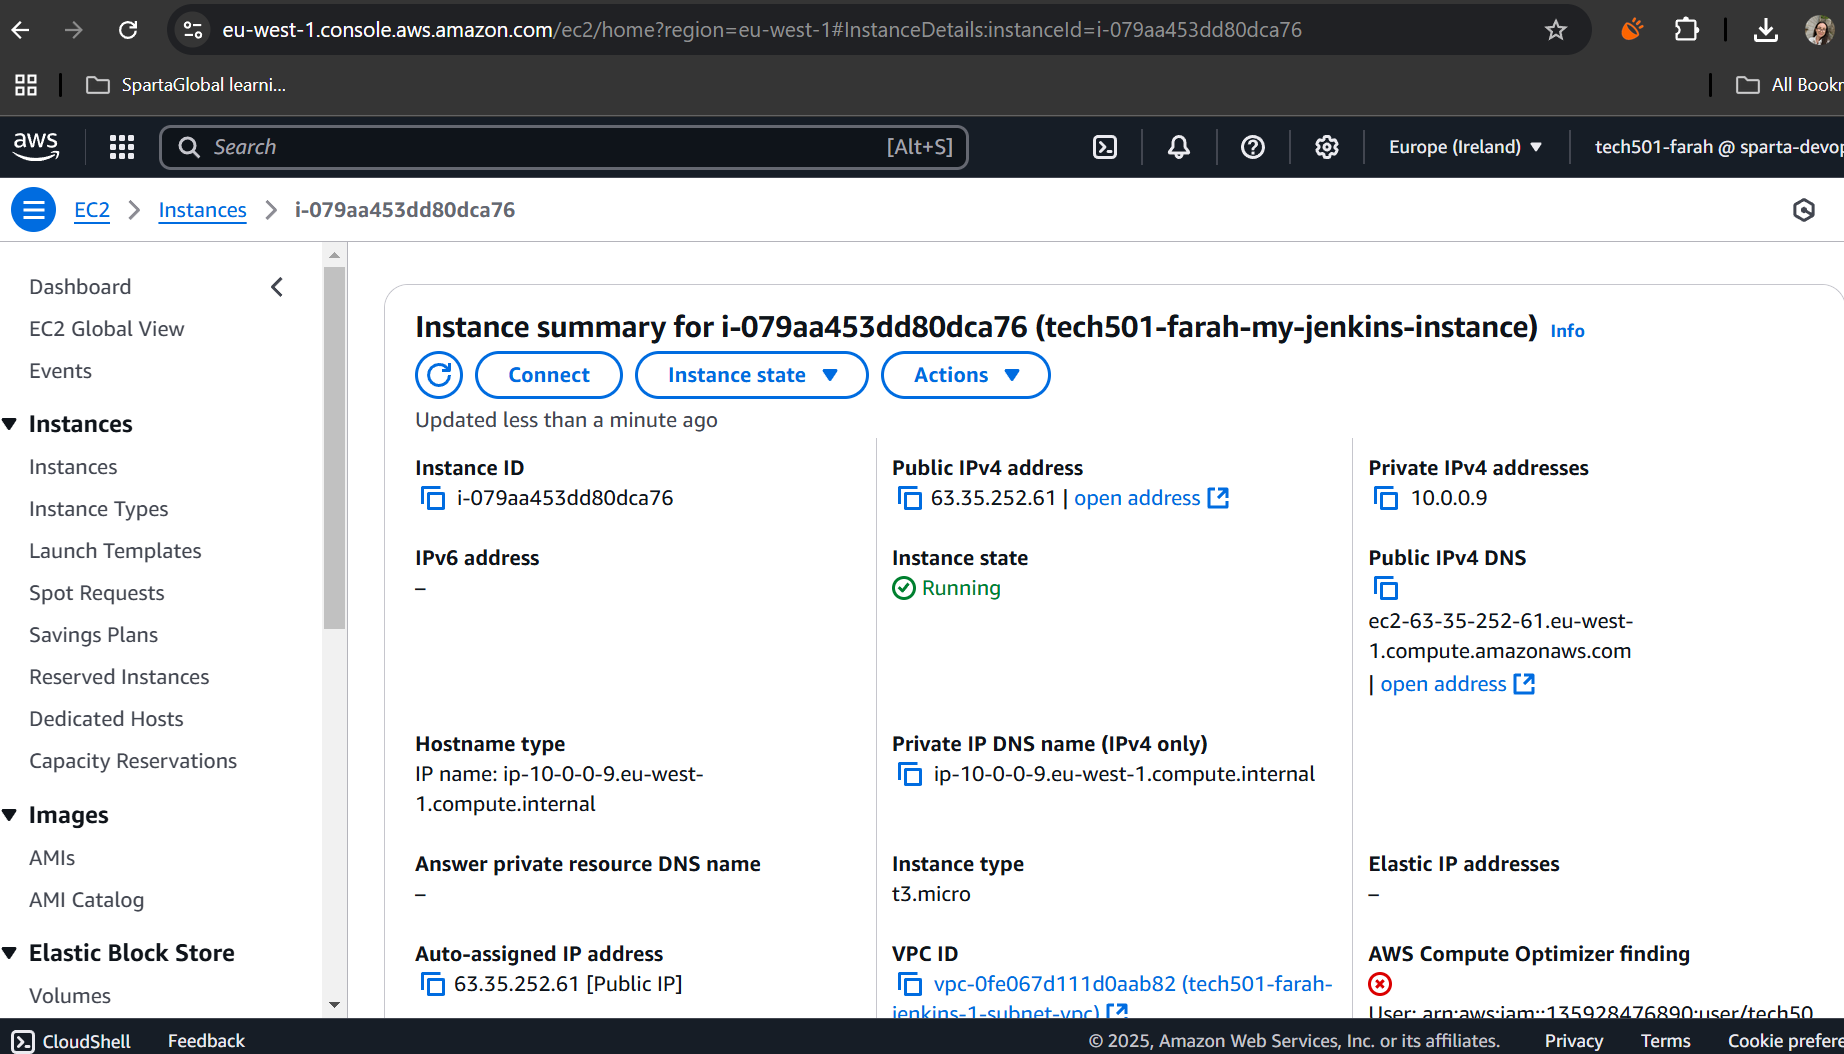 eu-west-1.console.aws.amazon.com/ec2/home?region=eu-west-1#InstanceDetails:instanceId=i-079aa453dd80dca76
SpartaGlobal learni...
All Bookr
aws
Search
[Alt+S]
Europe (Ireland)
tech501-farah @ sparta-devop
EC2
Instances
i-079aa453dd80dca76
Dashboard
EC2 Global View
Events
Instances
Instances
Instance Types
Launch Templates
Spot Requests
Savings Plans
Reserved Instances
Dedicated Hosts
Capacity Reservations
Images
AMIs
AMI Catalog
Elastic Block Store
Volumes
Instance summary for i-079aa453dd80dca76 (tech501-farah-my-jenkins-instance) Info
Connect
Instance state
Actions
Updated less than a minute ago
Instance ID
i-079aa453dd80dca76
Public IPv4 address
63.35.252.61 | open address
Private IPv4 addresses
10.0.0.9
IPv6 address
–
Instance state
Running
Public IPv4 DNS
ec2-63-35-252-61.eu-west-
1.compute.amazonaws.com
| open address
Hostname type
IP name: ip-10-0-0-9.eu-west-
1.compute.internal
Private IP DNS name (IPv4 only)
ip-10-0-0-9.eu-west-1.compute.internal
Answer private resource DNS name
–
Instance type
t3.micro
Elastic IP addresses
–
Auto-assigned IP address
63.35.252.61 [Public IP]
VPC ID
vpc-0fe067d111d0aab82 (tech501-farah-
jenkins-1-subnet-vpc)
AWS Compute Optimizer finding
User: arn:aws:iam::135928476890:user/tech50
CloudShell
Feedback
© 2025, Amazon Web Services, Inc. or its affiliates.
Privacy
Terms
Cookie prefere